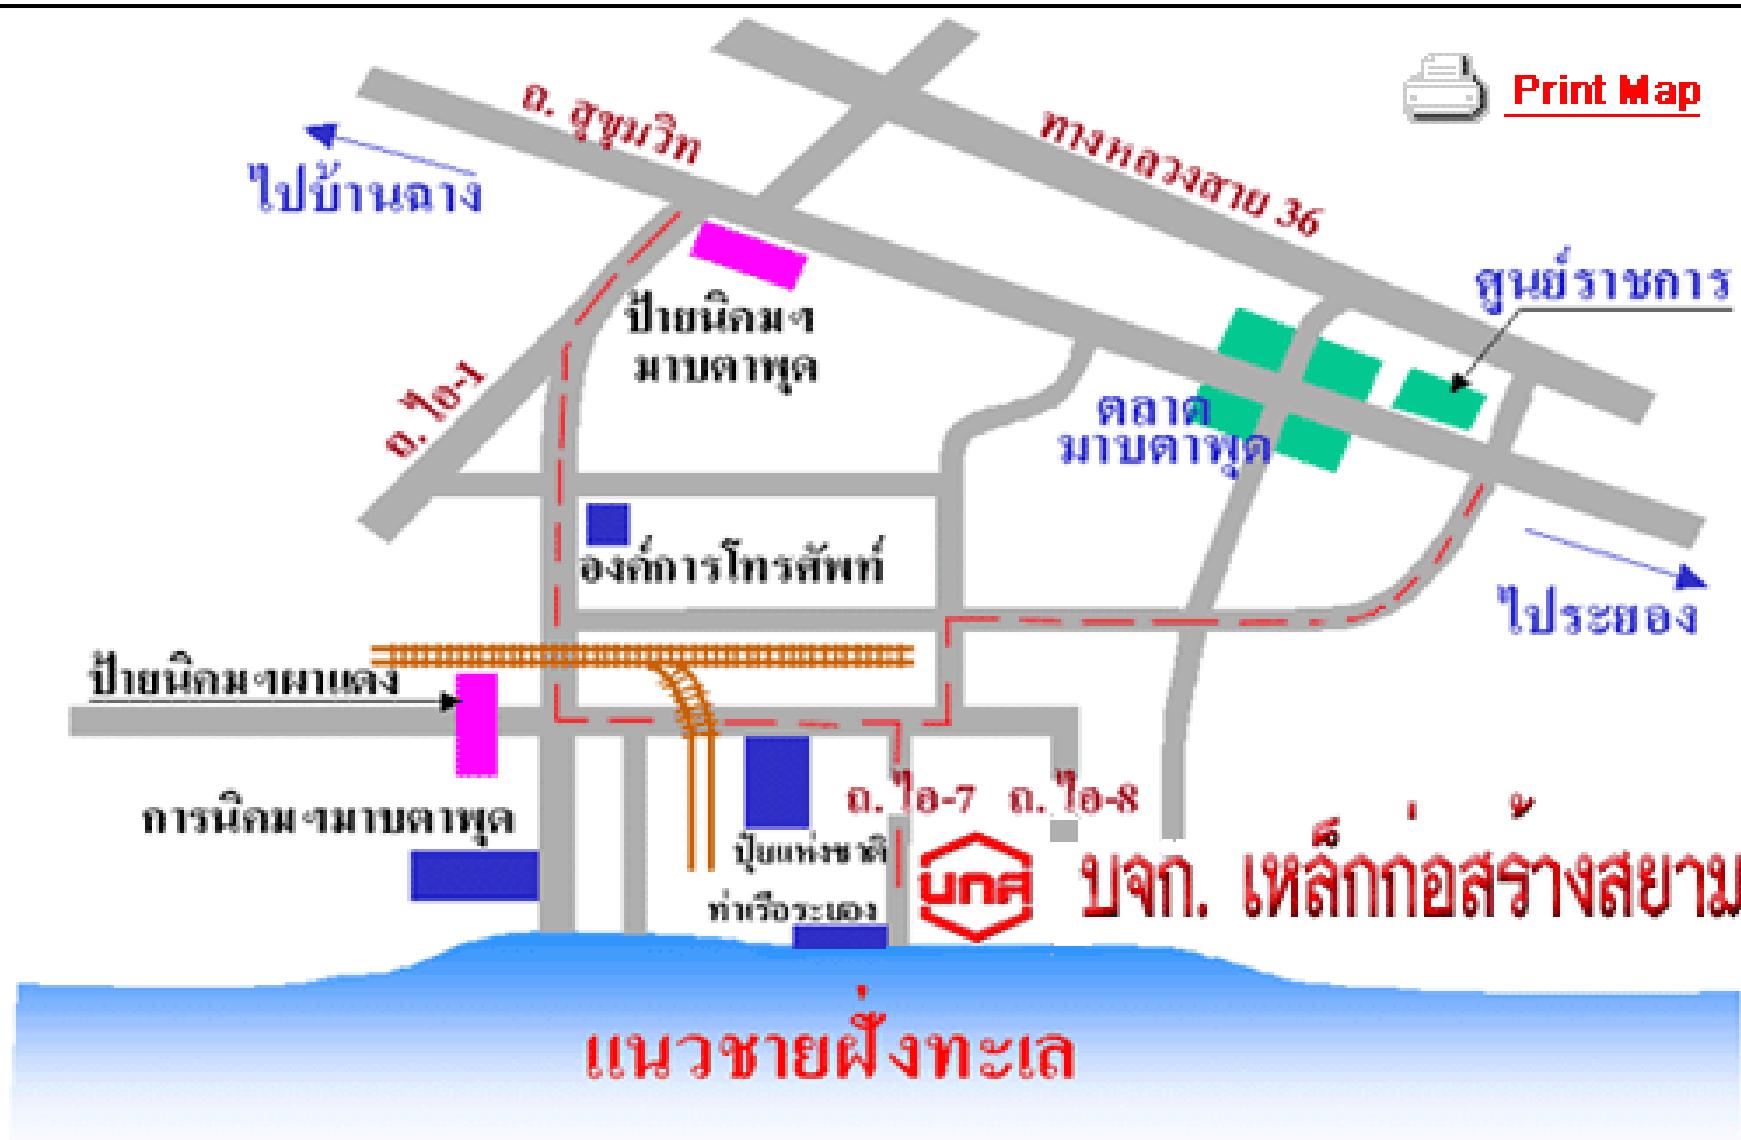 Print Map
ถ. สุขุมวิท
ทางหลวงสาย 36
ไปบ้านฉาง
ศูนย์ราชการ
ป้ายนิคมฯ
มาบตาพุด
ถ. ไอ-1
ตลาด
มาบตาพุด
องค์การโทรศัพท์
ไประยอง
ป้ายนิคมฯผาแดง
ถ. ไอ-7
ถ. ไอ-8
การนิคมฯมาบตาพุด
ปุ๋ยแห่งชาติ
บกส
บจก. เหล็กก่อสร้างสยาม
ท่าเรือระยอง
แนวชายฝั่งทะเล